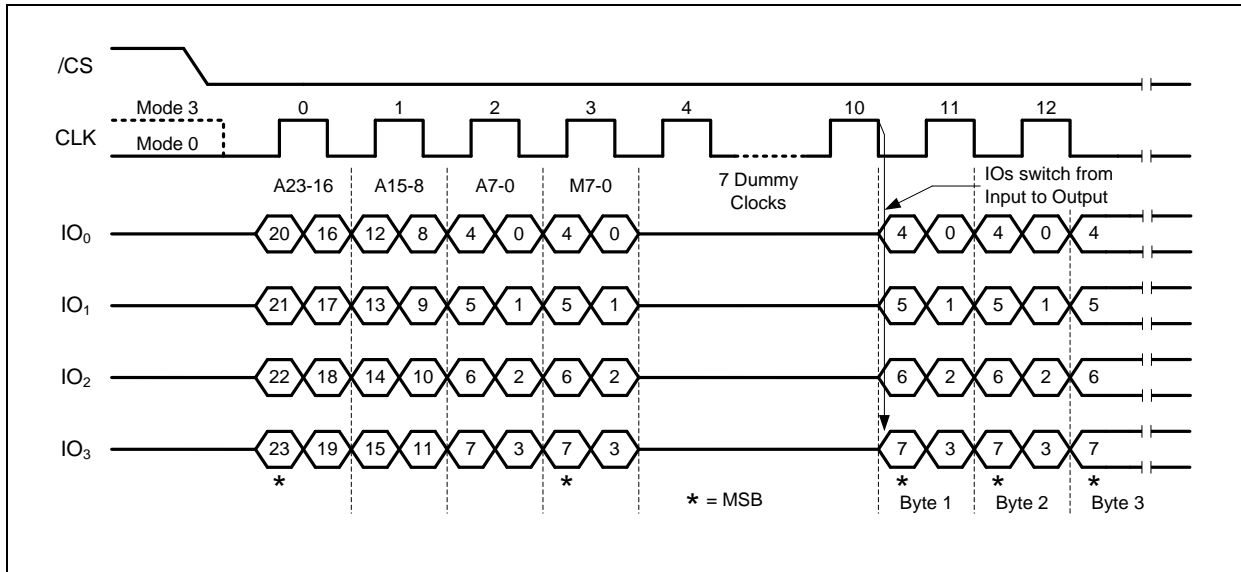 /CS
Mode 3 0 1 2 3 4 10 11 12
CLK
Mode 0
A23-16 A15-8 A7-0 M7-0 7 Dummy
Clocks
IOs switch from
Input to Output
IO0 20 16 12 8 4 0 4 0 4 0 4 0 4
IO1 21 17 13 9 5 1 5 1 5 1 5 1 5
IO2 22 18 14 10 6 2 6 2 6 2 6 2 6
IO3 23 19 15 11 7 3 7 3 7 3 7 3 7
* * * * *
* = MSB
Byte 1 Byte 2 Byte 3